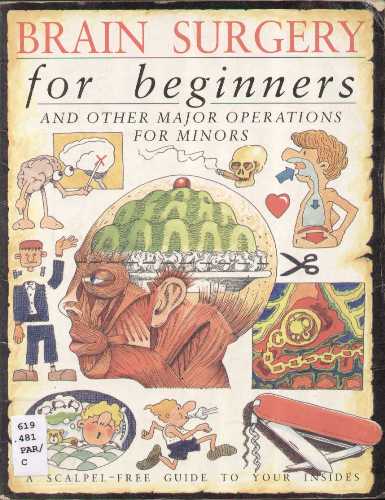 BRAIN SURGERY
for beginners
AND OTHER MAJOR OPERATIONS
FOR MINORS
619
.481
PAR/
C
A SCALPEL-FREE GUIDE TO YOUR INSIDES